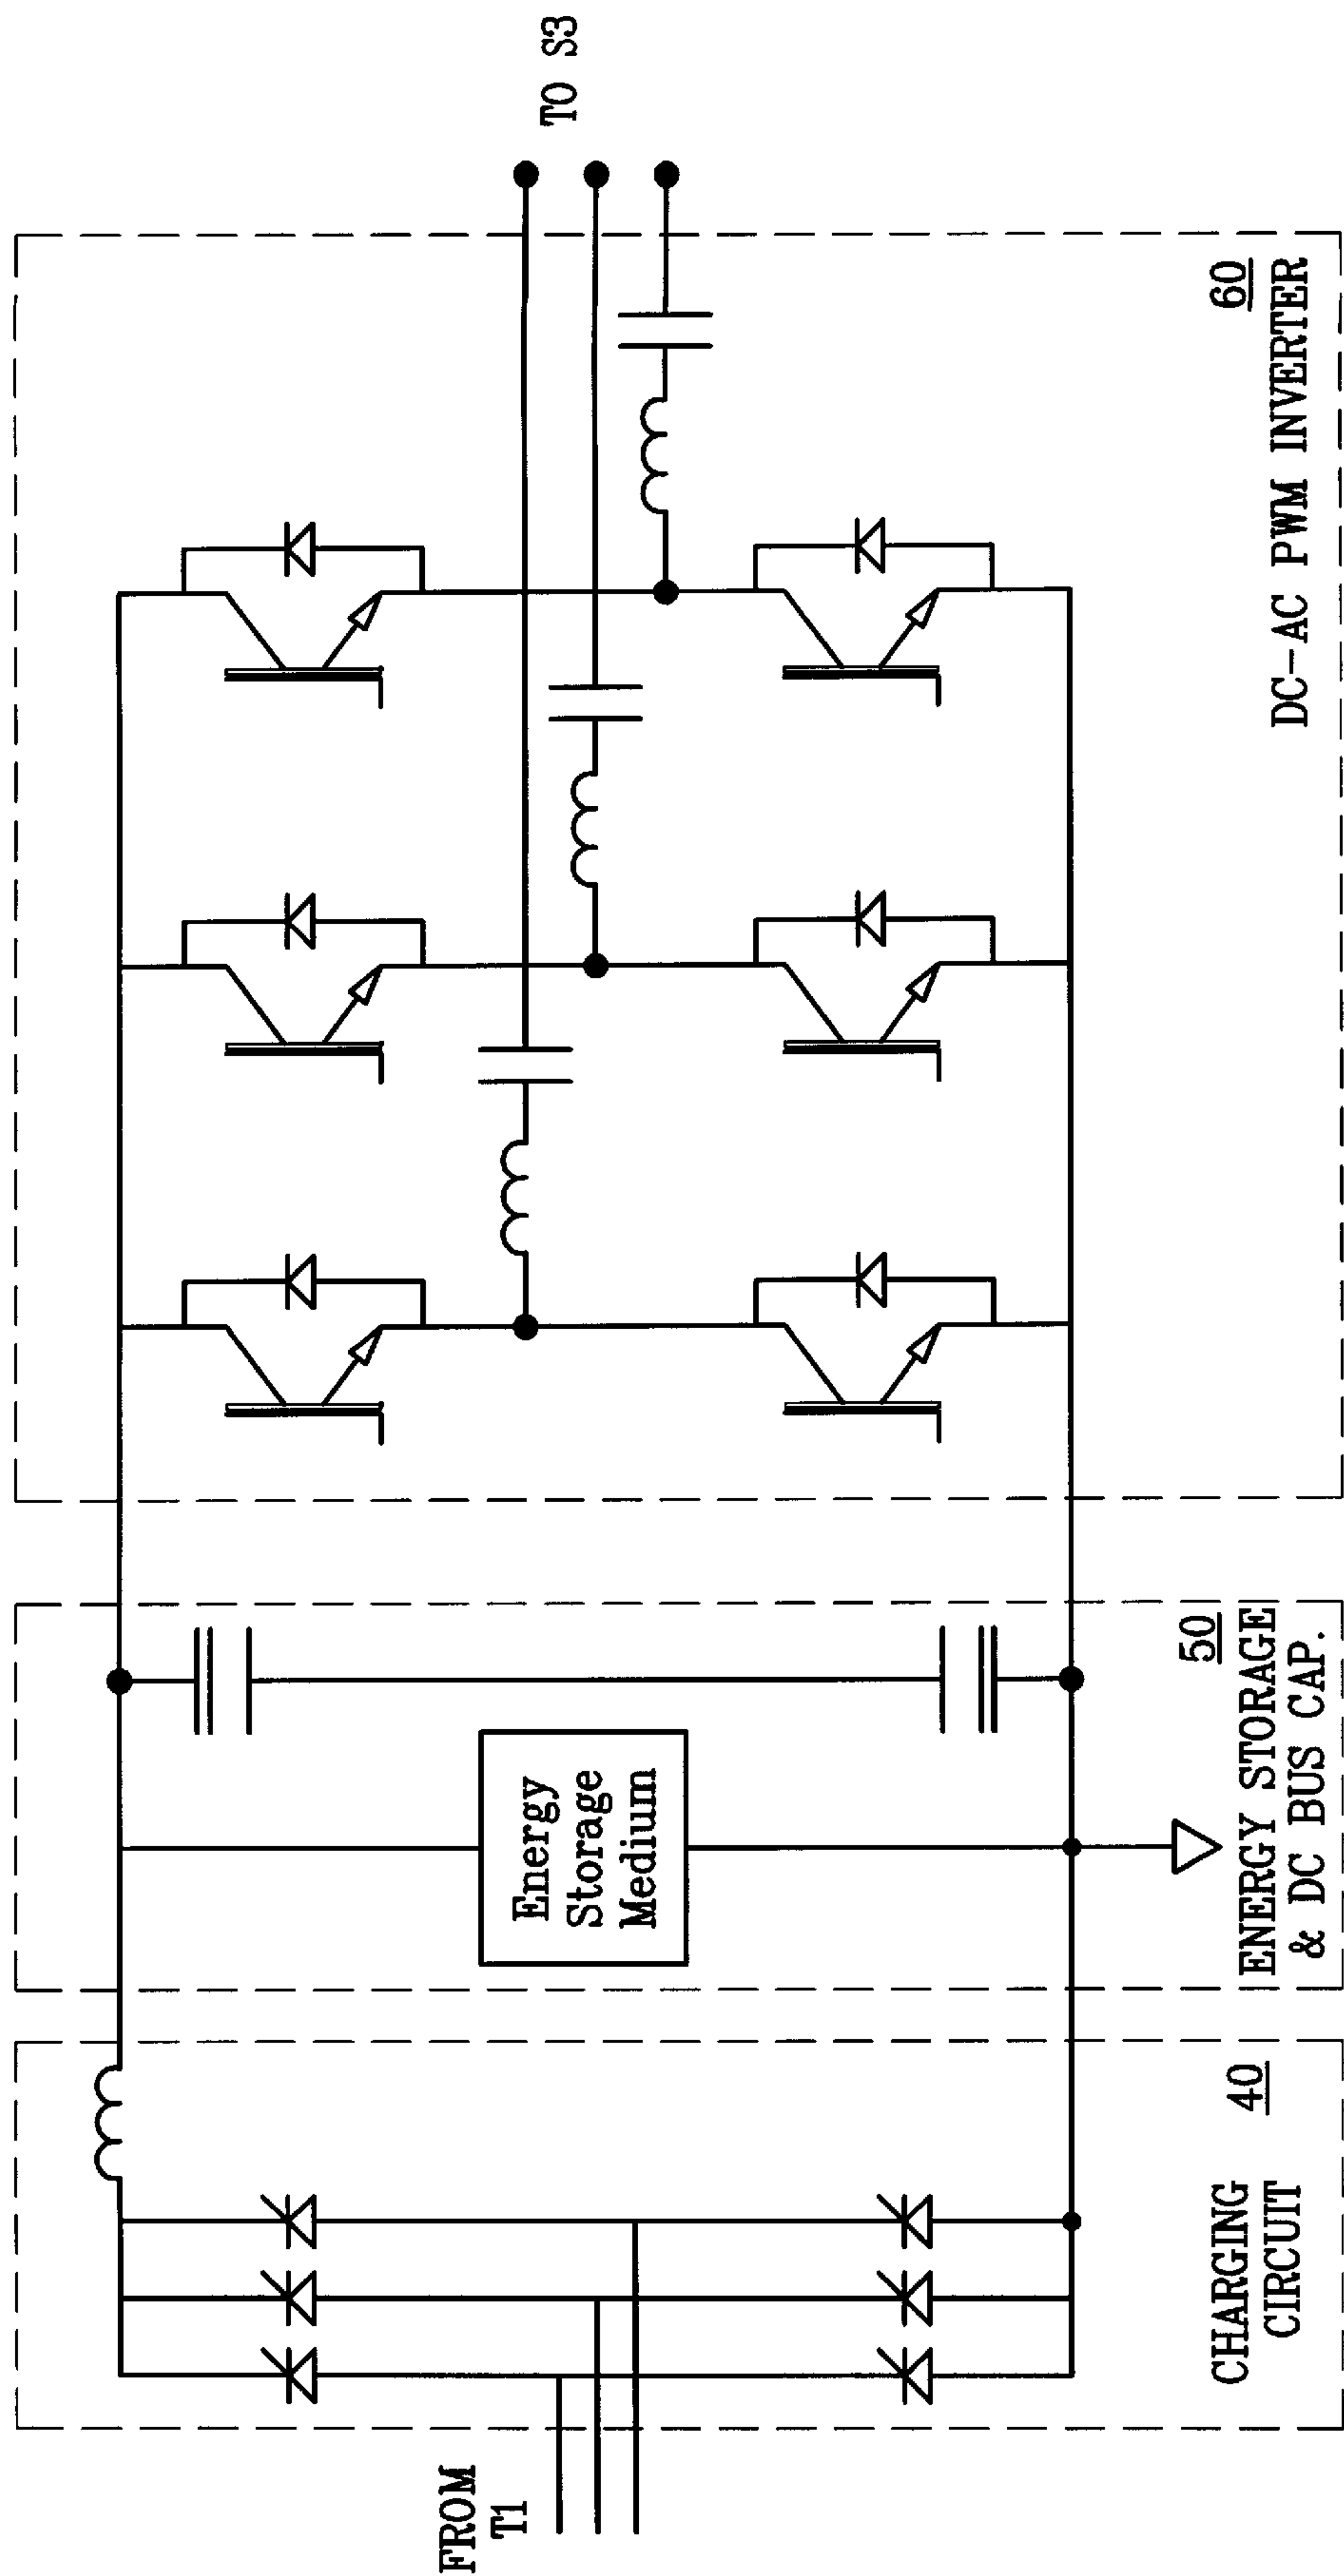 FROM
T1
CHARGING
CIRCUIT
40
Energy
Storage
Medium
50
ENERGY STORAGE
& DC BUS CAP.
60
DC-AC PWM INVERTER
TO S3